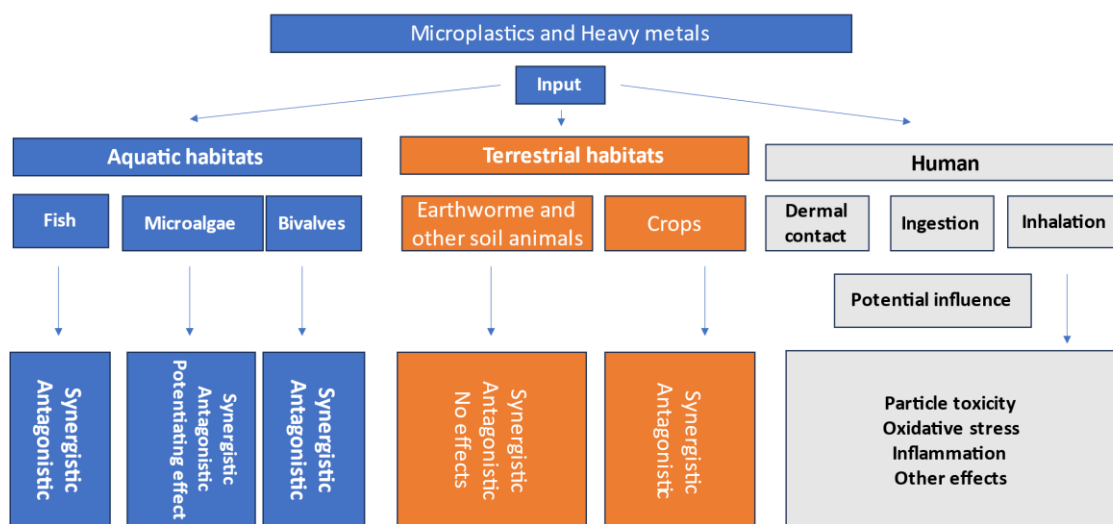 Microplastics and Heavy metals
Input
Aquatic habitats
Terrestrial habitats
Human
Fish
Microalgae
Bivalves
Earthworme and
other soil animals
Crops
Dermal
contact
Ingestion
Inhalation
Potential influence
Synergistic
Antagonistic
Synergistic
Antagonistic
Potentiating effect
Synergistic
Antagonistic
Synergistic
Antagonistic
No effects
Synergistic
Antagonistic
Particle toxicity
Oxidative stress
Inflammation
Other effects